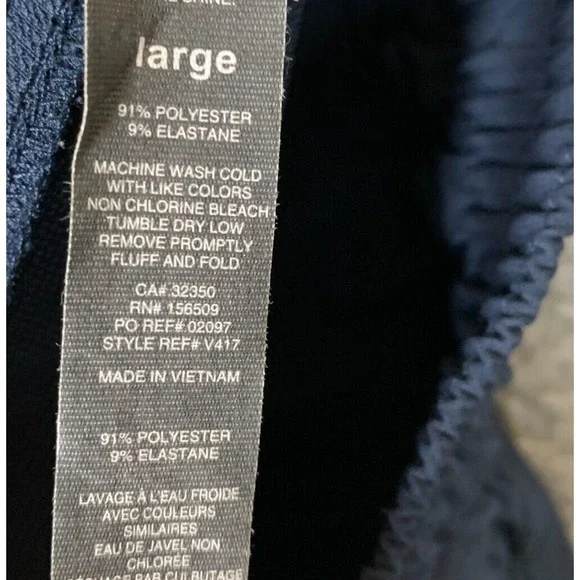 large
91% POLYESTER
9% ELASTANE
MACHINE WASH COLD
WITH LIKE COLORS
NON CHLORINE BLEACH
TUMBLE DRY LOW
REMOVE PROMPTLY
FLUFF AND FOLD
CA# 32350
RN# 156509
PO REF# 02097
STYLE REF# V417
MADE IN VIETNAM
91% POLYESTER
9% ELASTANE
LAVAGE À L'EAU FROIDE
AVEC COULEURS
SIMILAIRES
EAU DE JAVEL NON
CHLORÉE
PAR CULBUTAGE